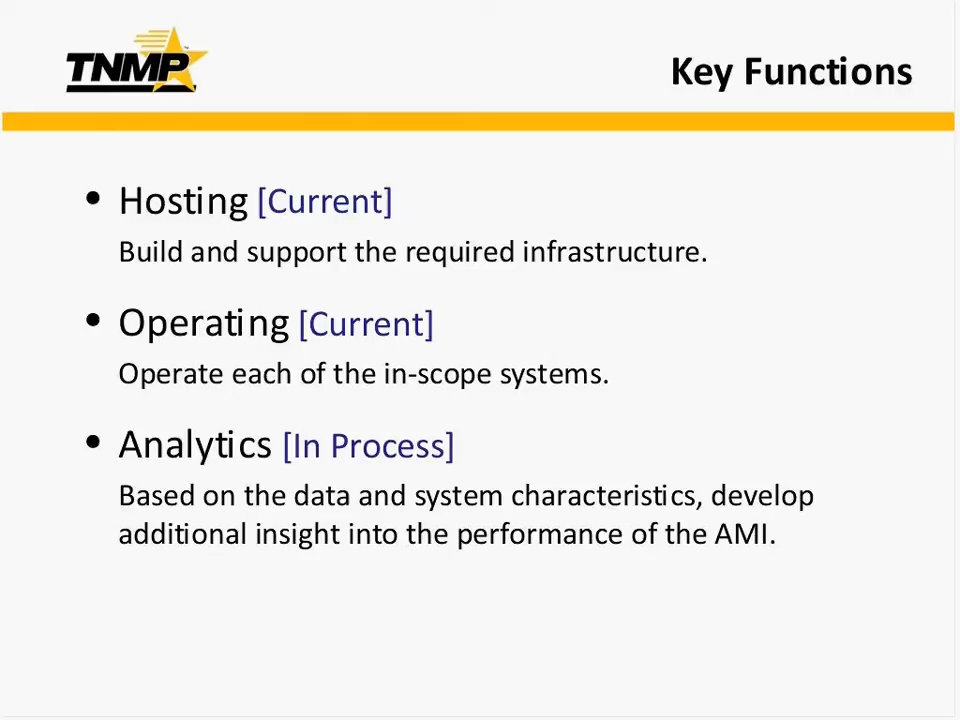 TNMP
Key Functions
• Hosting [Current]
Build and support the required infrastructure.
• Operating [Current]
Operate each of the in-scope systems.
• Analytics [In Process]
Based on the data and system characteristics, develop
additional insight into the performance of the AMI.